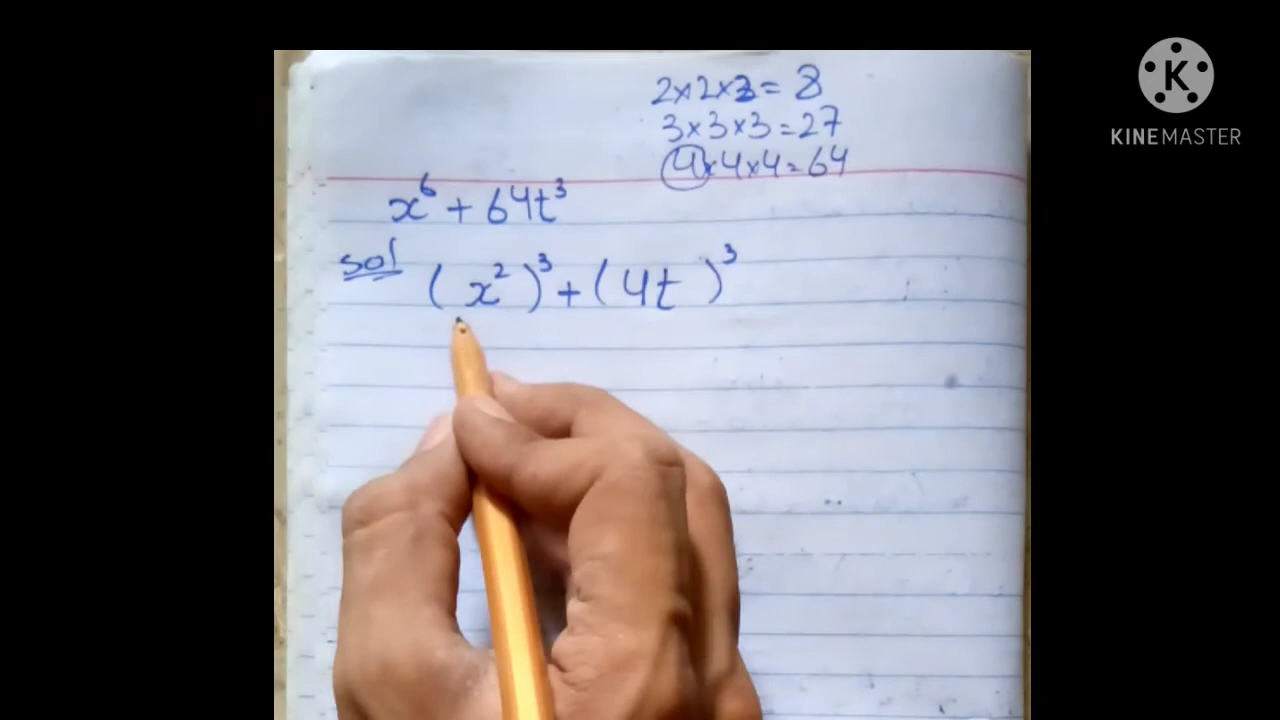 2×2×2=8
3×3×3=27
4×4×4=64
x⁶+64t³
sol
(x²)³+(4t)³
K
KINEMASTER